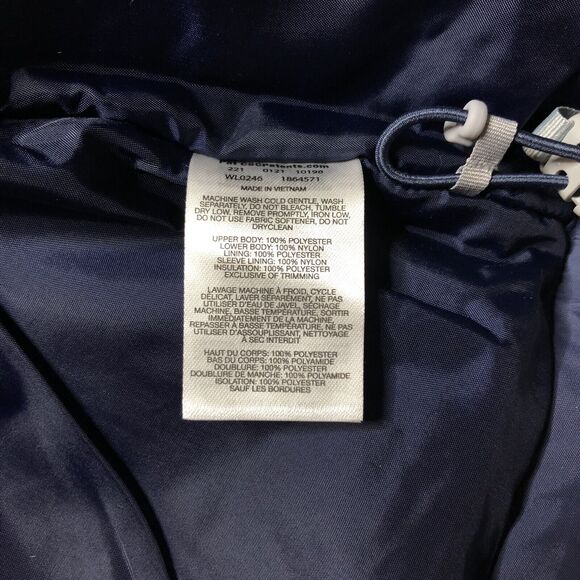 221 0121 10190
WL0246 1864571
MADE IN VIETNAM
MACHINE WASH COLD GENTLE, WASH
SEPARATELY, DO NOT BLEACH, TUMBLE
DRY LOW, REMOVE PROMPTLY, IRON LOW,
DO NOT USE FABRIC SOFTENER, DO NOT
DRYCLEAN
UPPER BODY: 100% POLYESTER
LOWER BODY: 100% NYLON
LINING: 100% POLYESTER
SLEEVE LINING: 100% NYLON
INSULATION: 100% POLYESTER
EXCLUSIVE OF TRIMMING
LAVAGE MACHINE À FROID, CYCLE
DÉLICAT, LAVER SÉPARÉMENT, NE PAS
UTILISER D'EAU DE JAVEL, SÉCHAGE
MACHINE, BASSE TEMPÉRATURE, SORTIR
IMMÉDIATEMENT DE LA MACHINE,
REPASSER À BASSE TEMPÉRATURE, NE PAS
UTILISER D'ASSOUPLISSANT, NETTOYAGE
À SEC INTERDIT
HAUT DU CORPS: 100% POLYESTER
BAS DU CORPS: 100% POLYAMIDE
DOUBLURE: 100% POLYESTER
DOUBLURE DE MANCHE: 100% POLYAMIDE
ISOLATION: 100% POLYESTER
SAUF LES BORDURES